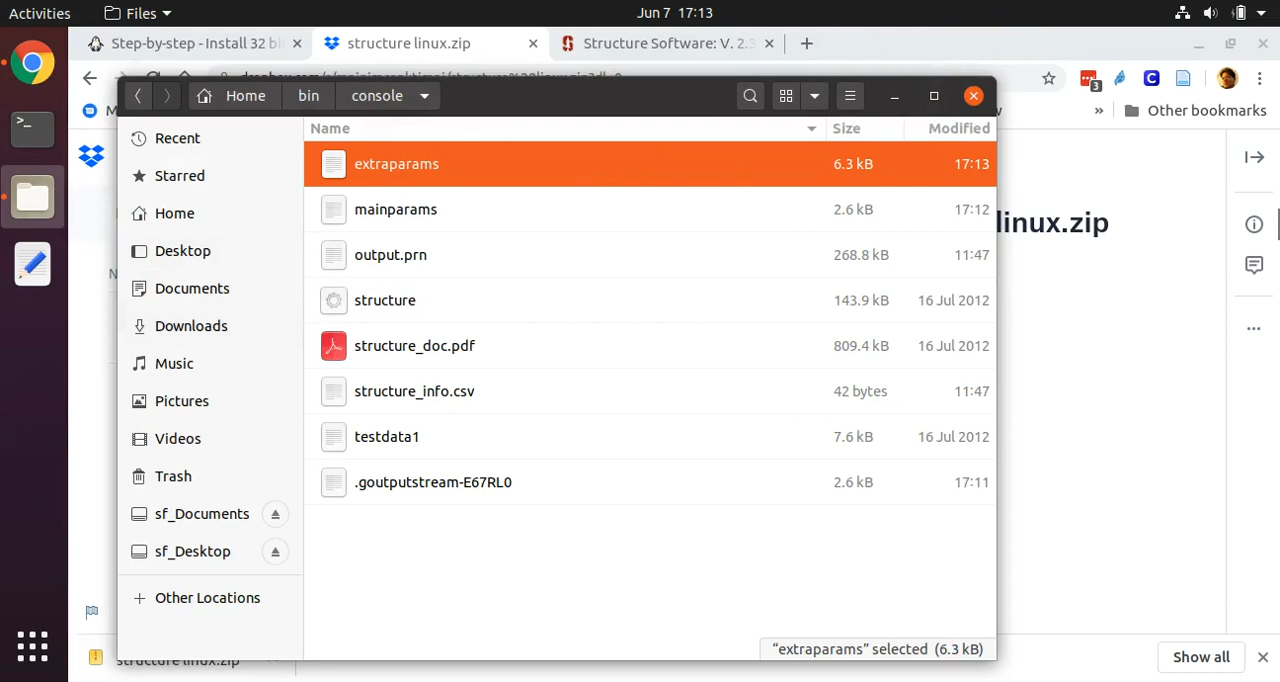 Activities
Files
Jun 7 17:13
Step-by-step - Install 32 bi
structure linux.zip
Structure Software: V. 2.3
3
Other bookmarks
Home
bin
console
Name
Size
Modified
Recent
Starred
Home
Desktop
Documents
Downloads
Music
Pictures
Videos
Trash
sf_Documents
sf_Desktop
Other Locations
extraparams 6.3 kB 17:13
mainparams 2.6 kB 17:12
output.prn 268.8 kB 11:47
structure 143.9 kB 16 Jul 2012
structure_doc.pdf 809.4 kB 16 Jul 2012
structure_info.csv 42 bytes 11:47
testdata1 7.6 kB 16 Jul 2012
.goutputstream-E67RL0 2.6 kB 17:11
"extraparams" selected (6.3 kB)
linux.zip
structure linux.zip
Show all